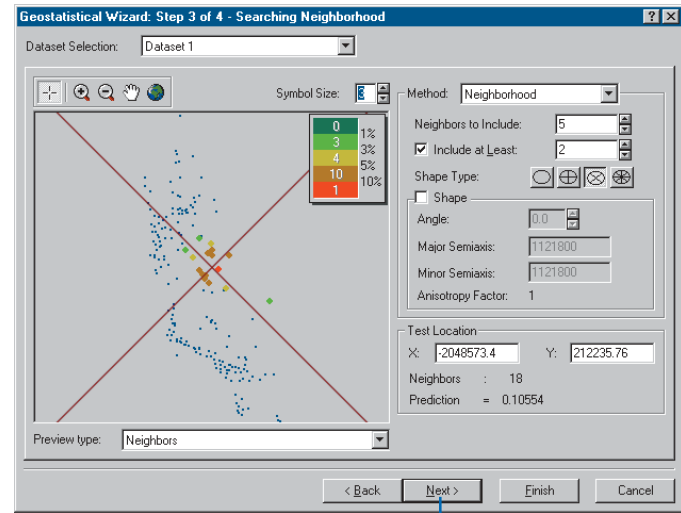 Geostatistical Wizard: Step 3 of 4 - Searching Neighborhood
Dataset Selection: Dataset 1
Symbol Size: 3
0
3
4
10
1
1%
3%
5%
10%
Method: Neighborhood
Neighbors to Include: 5
Include at Least: 2
Shape Type:
Shape
Angle: 0.0
Major Semiaxis: 1121800
Minor Semiaxis: 1121800
Anisotropy Factor: 1
Test Location
X: -2048573.4 Y: 212235.76
Neighbors : 18
Prediction = 0.10554
Preview type: Neighbors
< Back Next > Finish Cancel